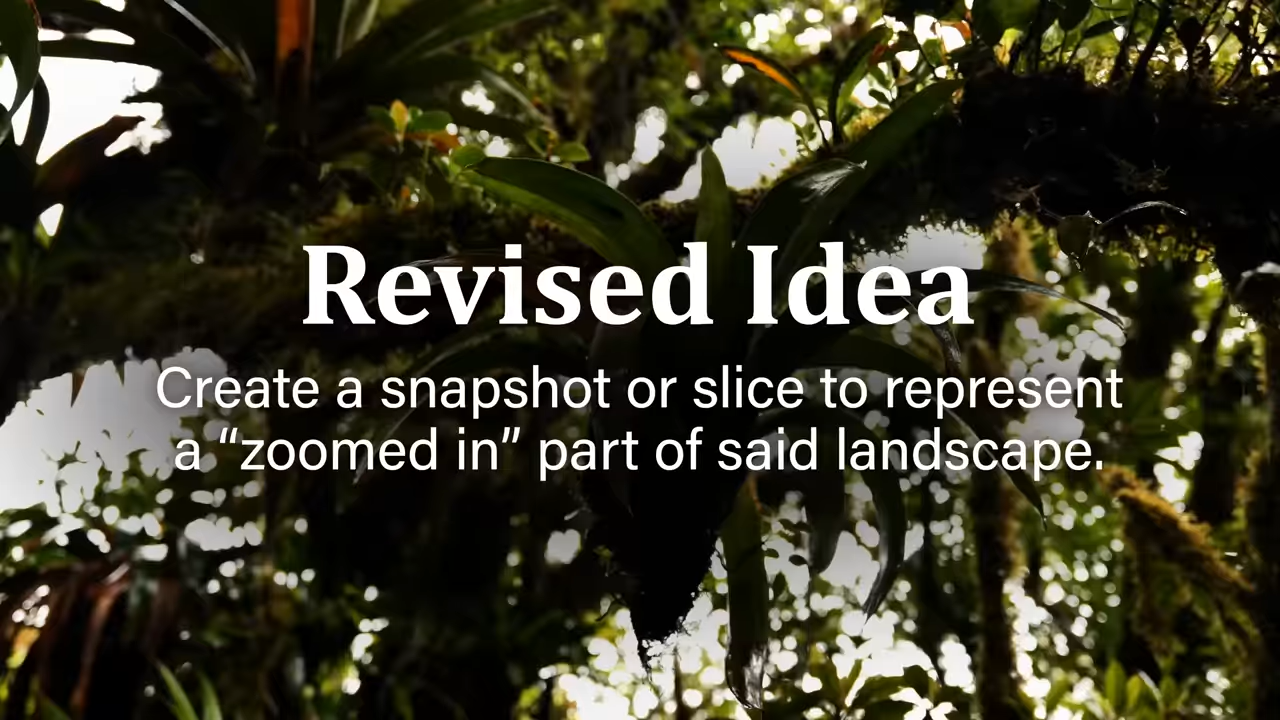 Revised Idea
Create a snapshot or slice to represent
a “zoomed in” part of said landscape.